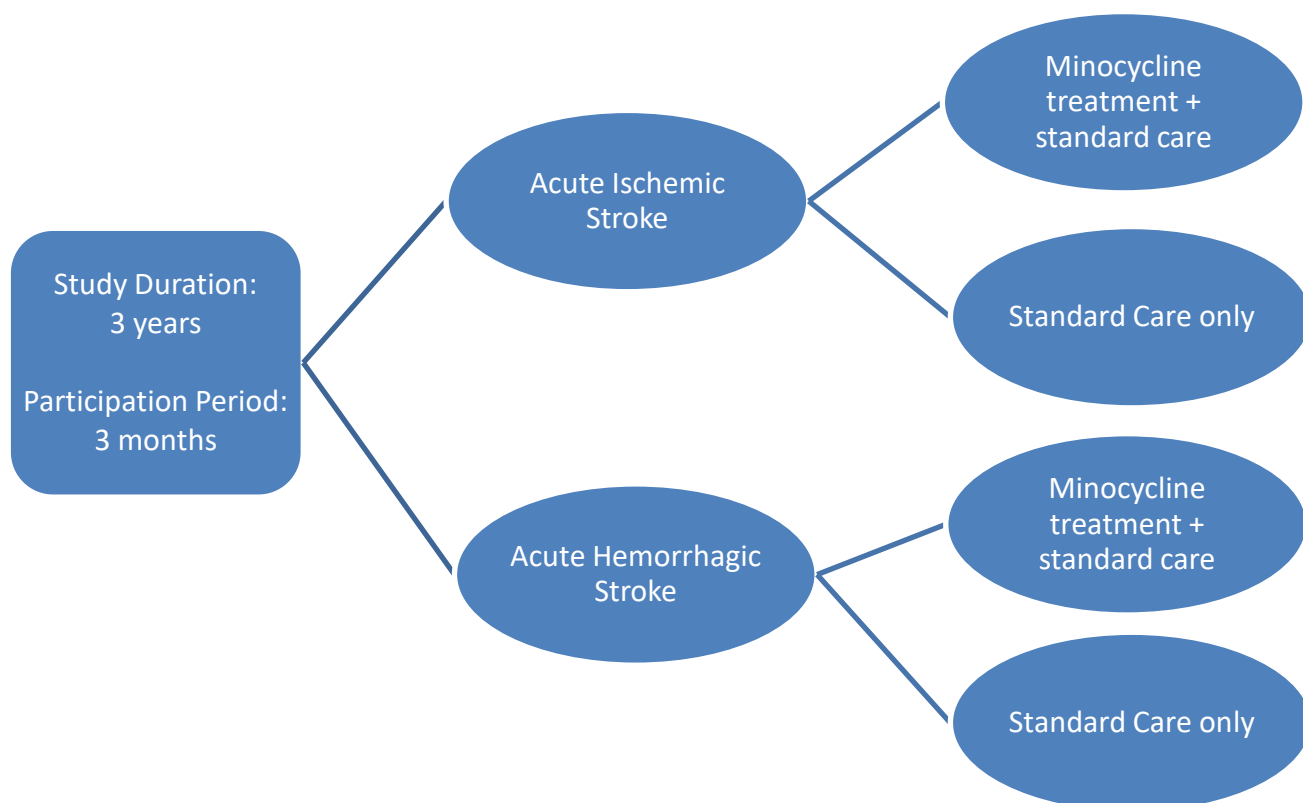 Study Duration:
3 years
Participation Period:
3 months
Acute Ischemic
Stroke
Minocycline
treatment +
standard care
Standard Care only
Acute Hemorrhagic
Stroke
Minocycline
treatment +
standard care
Standard Care only